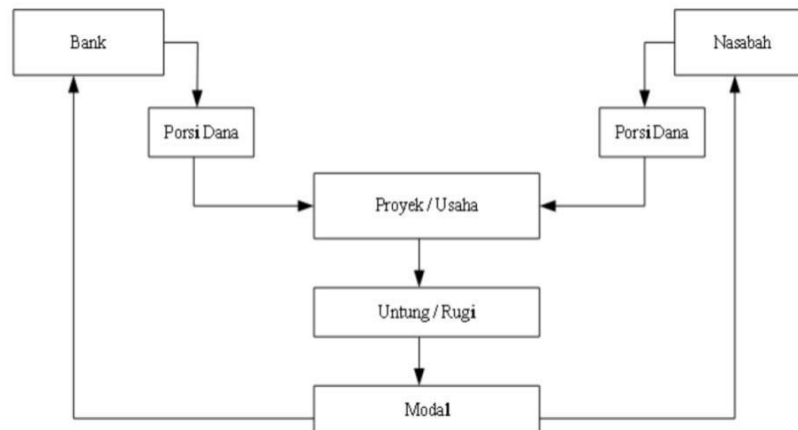 Bank
Nasabah
Porsi Dana
Porsi Dana
Proyek / Usaha
Untung / Rugi
Modal